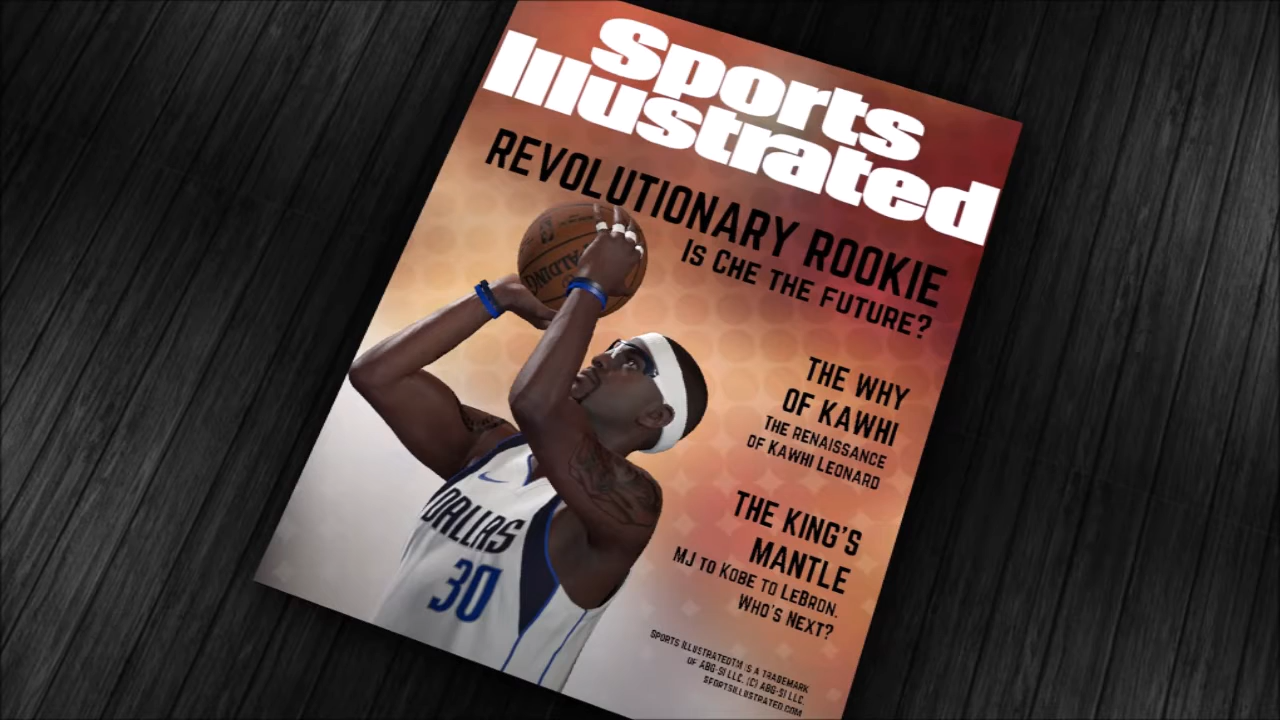 Sports
Illustrated
REVOLUTIONARY ROOKIE
IS CHE THE FUTURE?
SPALDING
THE WHY
OF KAWHI
THE RENAISSANCE
OF KAWHI LEONARD
THE KING'S
MANTLE
MJ TO KOBE TO LEBRON.
WHO'S NEXT?
DALLAS
30
SPORTS ILLUSTRATEDTM IS A TRADEMARK
OF ABG-SI LLC. (C) ABG-SI LLC.
SPORTSILLUSTRATED.COM